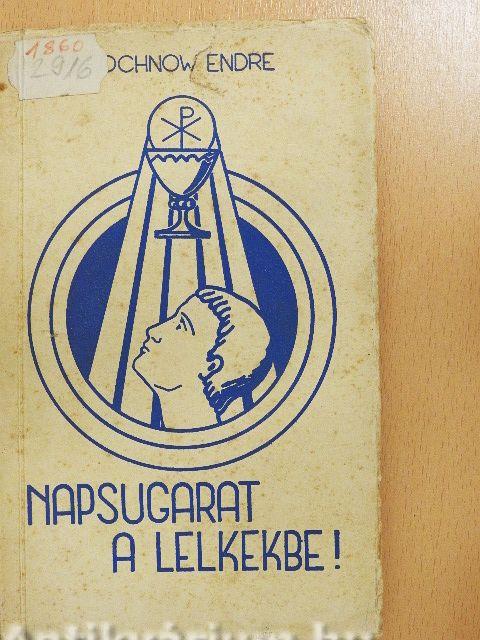 1860
2916
OCHNOW ENDRE
NAPSUGARAT
A LELKEKBE!